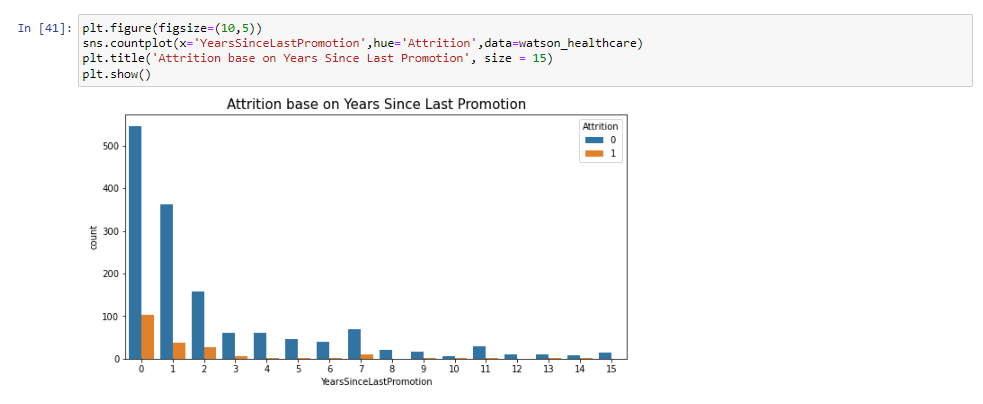 In [41]: plt.figure(figsize=(10,5))
sns.countplot(x='YearsSinceLastPromotion',hue='Attrition',data=watson_healthcare)
plt.title('Attrition base on Years Since Last Promotion', size = 15)
plt.show()
Attrition base on Years Since Last Promotion
Attrition
0
1
500
400
300
200
100
0
count
0 1 2 3 4 5 6 7 8 9 10 11 12 13 14 15
YearsSinceLastPromotion